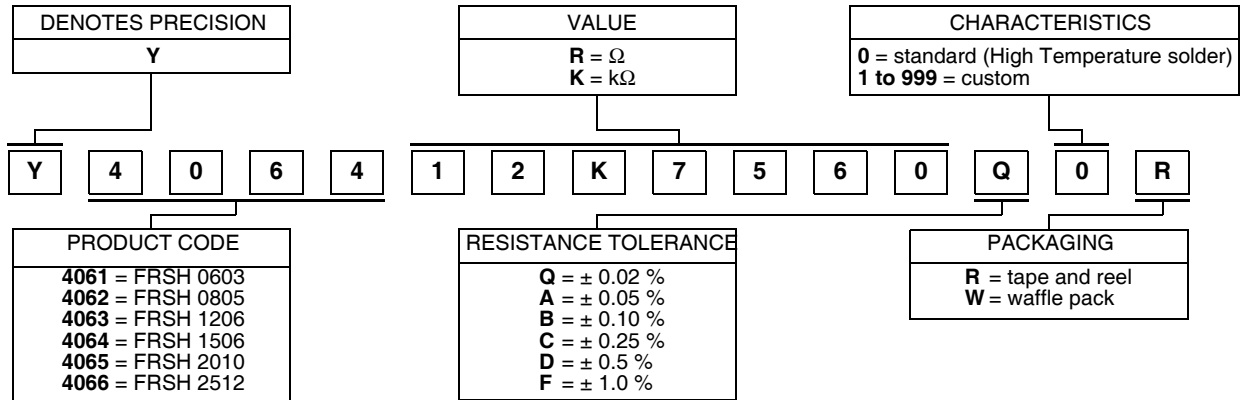 DENOTES PRECISION
Y
VALUE
R = Ω
K = kΩ
CHARACTERISTICS
0 = standard (High Temperature solder)
1 to 999 = custom
Y 4 0 6 4 1 2 K 7 5 6 0 Q 0 R
PRODUCT CODE
4061 = FRSH 0603
4062 = FRSH 0805
4063 = FRSH 1206
4064 = FRSH 1506
4065 = FRSH 2010
4066 = FRSH 2512
RESISTANCE TOLERANCE
Q = ± 0.02 %
A = ± 0.05 %
B = ± 0.10 %
C = ± 0.25 %
D = ± 0.5 %
F = ± 1.0 %
PACKAGING
R = tape and reel
W = waffle pack